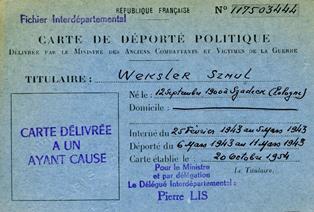 RÉPUBLIQUE FRANÇAISE
N° 117503444
Fichier Interdépartemental
CARTE DE DÉPORTÉ POLITIQUE
DÉLIVRÉE PAR LE MINISTRE DES ANCIENS COMBATTANTS ET VICTIMES DE LA GUERRE
TITULAIRE : WEKSLER SZMUL
Né le : 12 Septembre 1900 à (Pologne)
Domicile :
CARTE DÉLIVRÉE
A UN
AYANT CAUSE
Interné du 25 Février 1943 au 5 Mars 1943
Déporté du 6 Mars 1943 au 11 Mars 1943
Carte établie le 20 Octobre 1954
Pour le Ministre
et par délégation
Le Titulaire,
Le Délégué Interdépartemental :
Pierre LIS